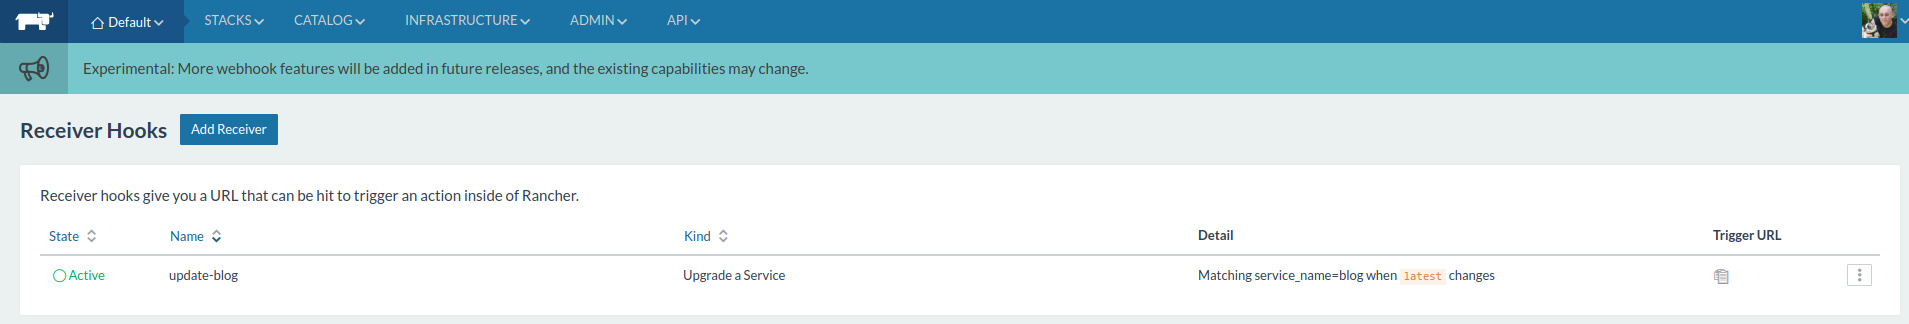 Default STACKS CATALOG INFRASTRUCTURE ADMIN API
Experimental: More webhook features will be added in future releases, and the existing capabilities may change.
Receiver Hooks Add Receiver
Receiver hooks give you a URL that can be hit to trigger an action inside of Rancher.
State Name Kind Detail Trigger URL
Active update-blog Upgrade a Service Matching service_name=blog when latest changes